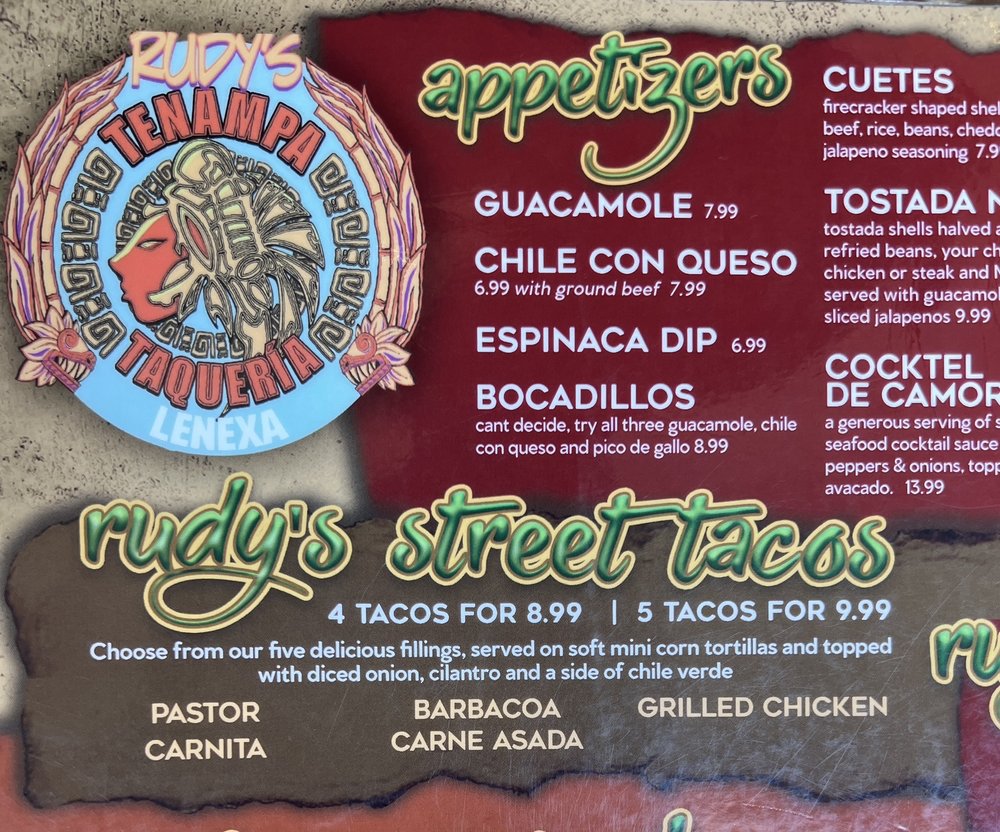 RUDY'S
TENAMPA
TAQUERÍA
LENEXA
appetizers
GUACAMOLE 7.99
CHILE CON QUESO
6.99 with ground beef 7.99
ESPINACA DIP 6.99
BOCADILLOS
cant decide, try all three guacamole, chile
con queso and pico de gallo 8.99
CUETES
firecracker shaped
beef, rice, beans,
jalapeno seasoning
TOSTADA
tostada shells halved
refried beans, your
chicken or steak and
served with
sliced jalapenos 9.99
COCKTEL
DE
a generous serving of
seafood cocktail sauce
peppers & onions,
avacado. 13.99
rudy's street tacos
4 TACOS FOR 8.99 | 5 TACOS FOR 9.99
Choose from our five delicious fillings, served on soft mini corn tortillas and topped
with diced onion, cilantro and a side of chile verde
PASTOR BARBACOA GRILLED CHICKEN
CARNITA CARNE ASADA